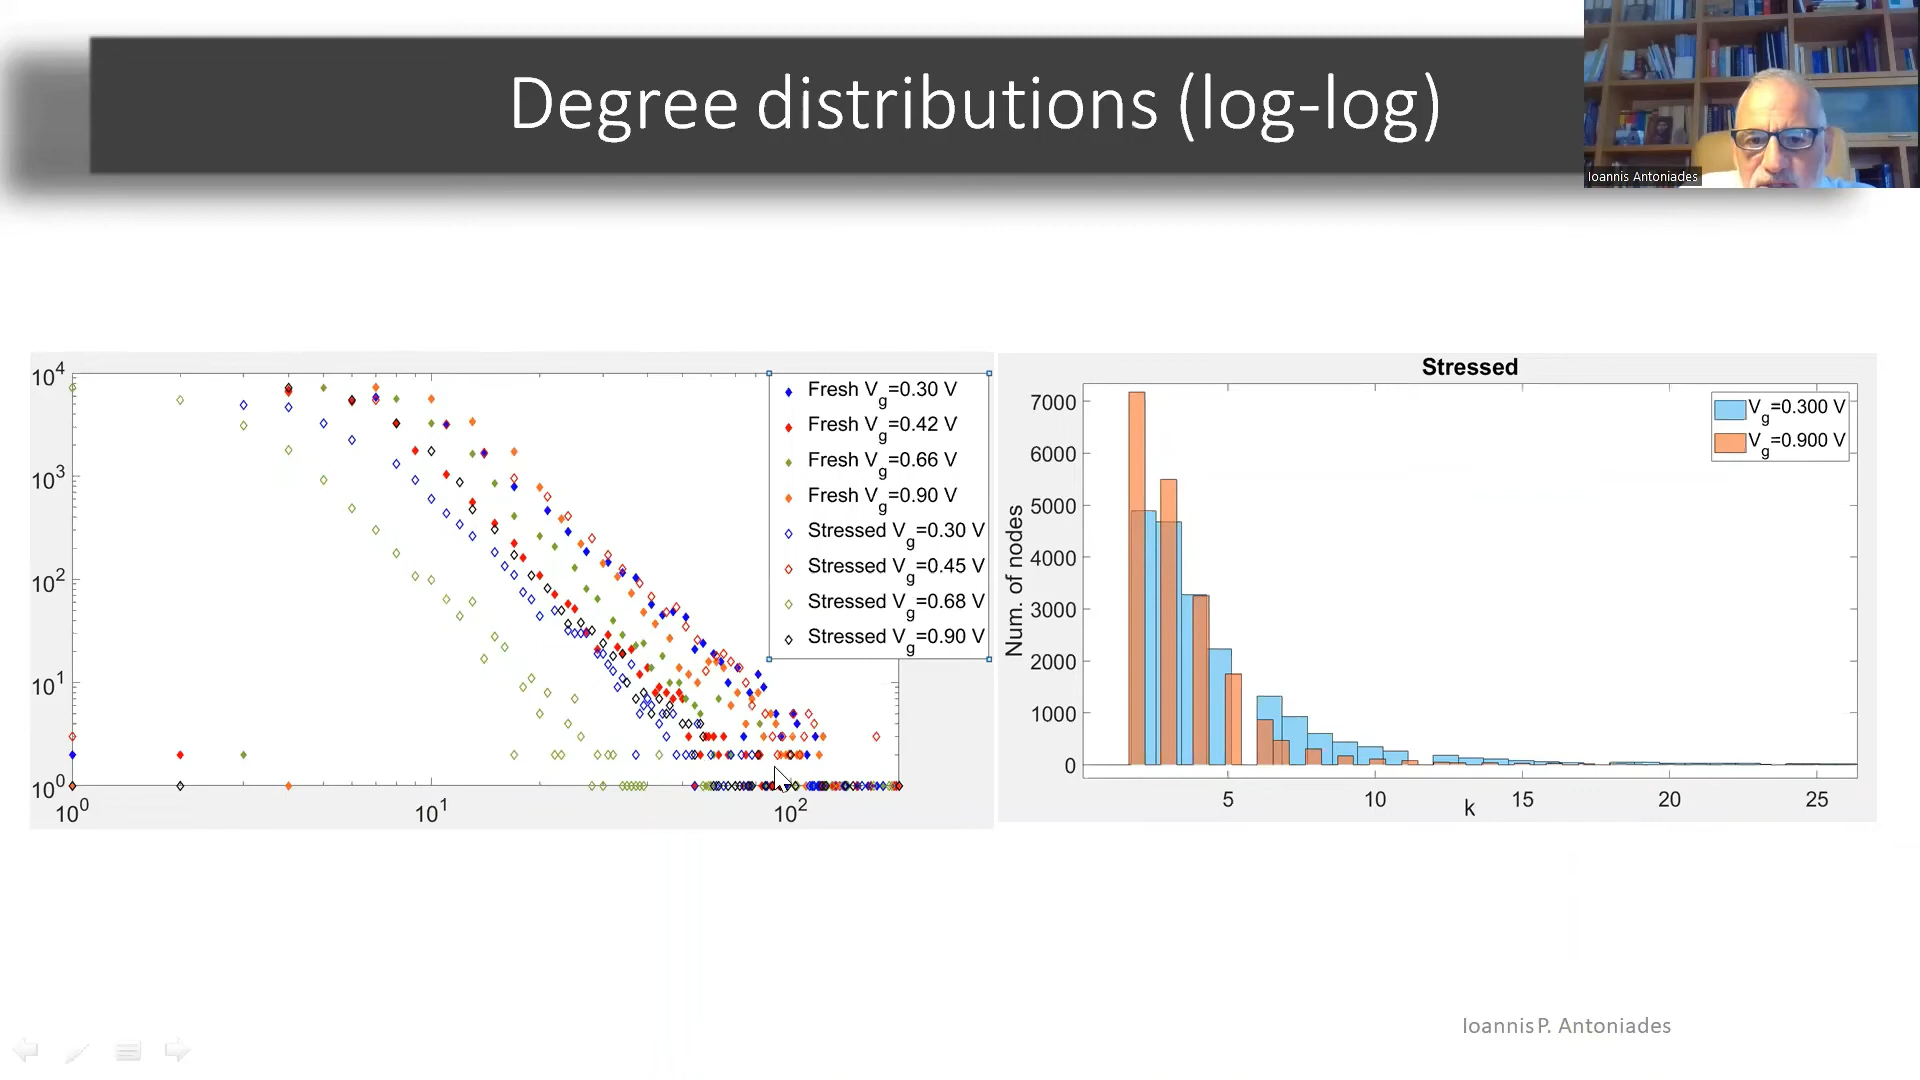 Degree distributions (log-log)
Ioannis Antoniades
10^4
10^3
10^2
10^1
10^0
10^0
10^1
10^2
Fresh V_g=0.30 V
Fresh V_g=0.42 V
Fresh V_g=0.66 V
Fresh V_g=0.90 V
Stressed V_g=0.30 V
Stressed V_g=0.45 V
Stressed V_g=0.68 V
Stressed V_g=0.90 V
Stressed
V_g=0.300 V
V_g=0.900 V
Num. of nodes
7000
6000
5000
4000
3000
2000
1000
0
5
10
15
20
25
k
Ioannis P. Antoniades